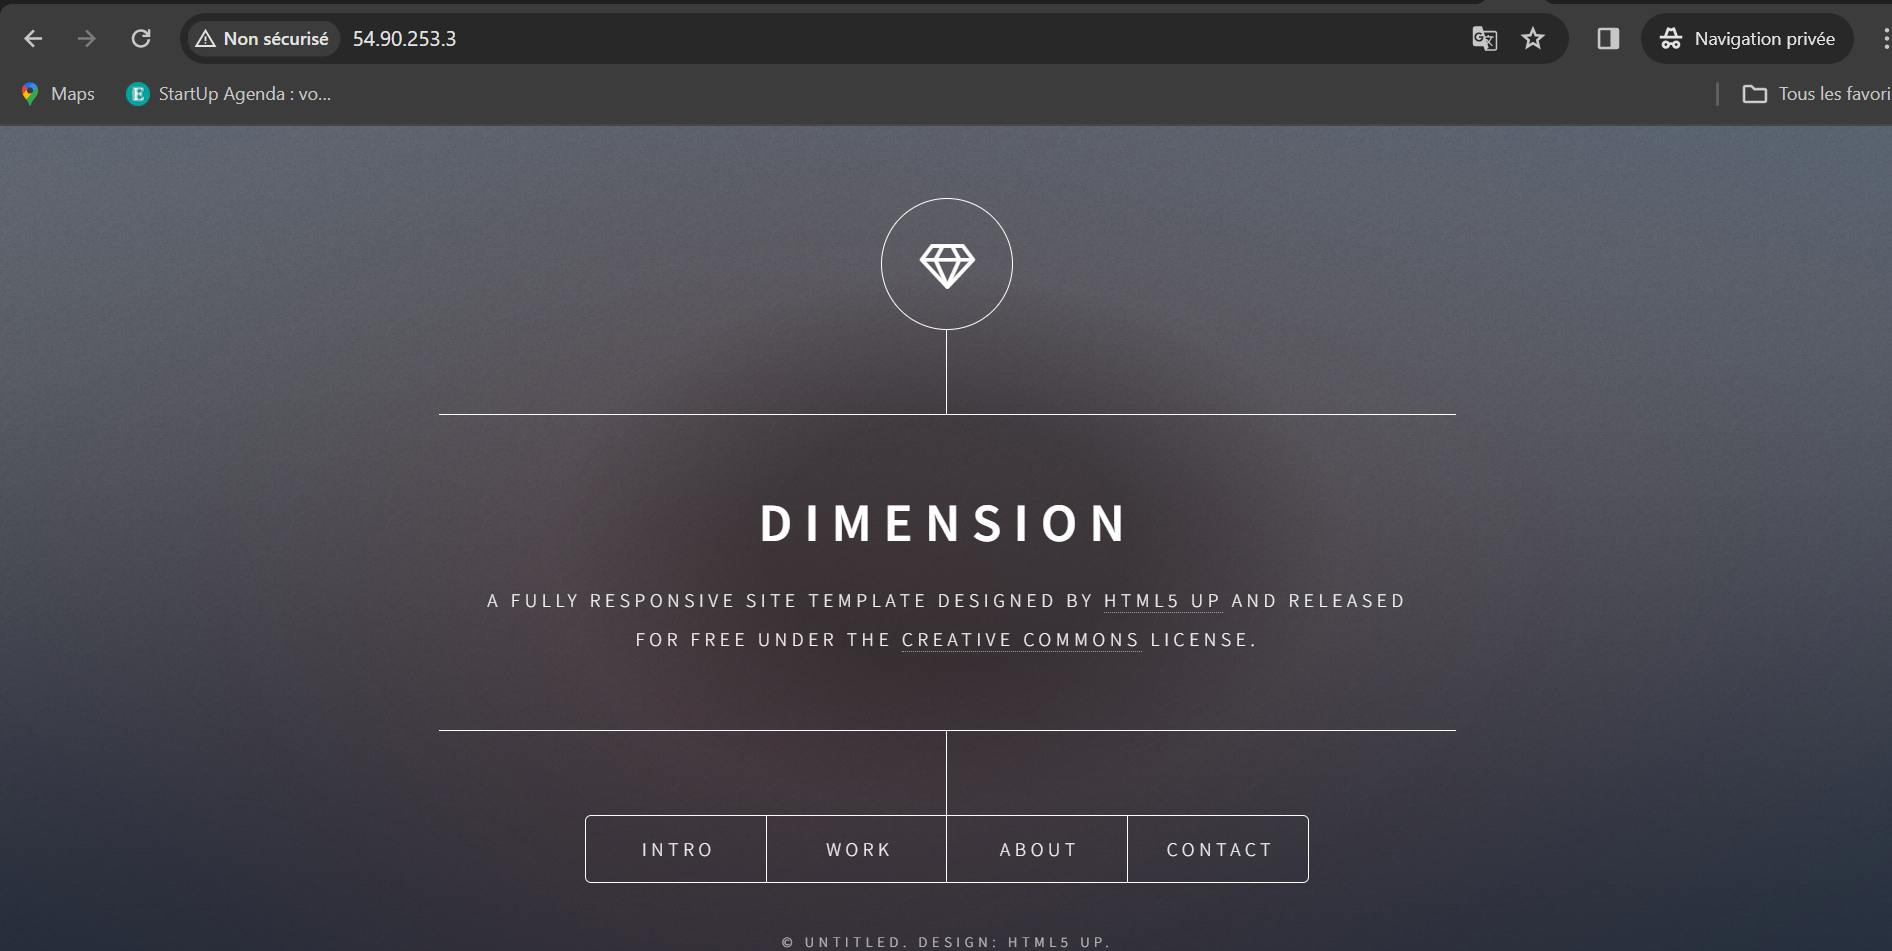 Non sécurisé 54.90.253.3 Navigation privée
Maps StartUp Agenda : vo... Tous les favori
DIMENSION
A FULLY RESPONSIVE SITE TEMPLATE DESIGNED BY HTML5 UP AND RELEASED
FOR FREE UNDER THE CREATIVE COMMONS LICENSE.
INTRO WORK ABOUT CONTACT
© UNTITLED. DESIGN: HTML5 UP.